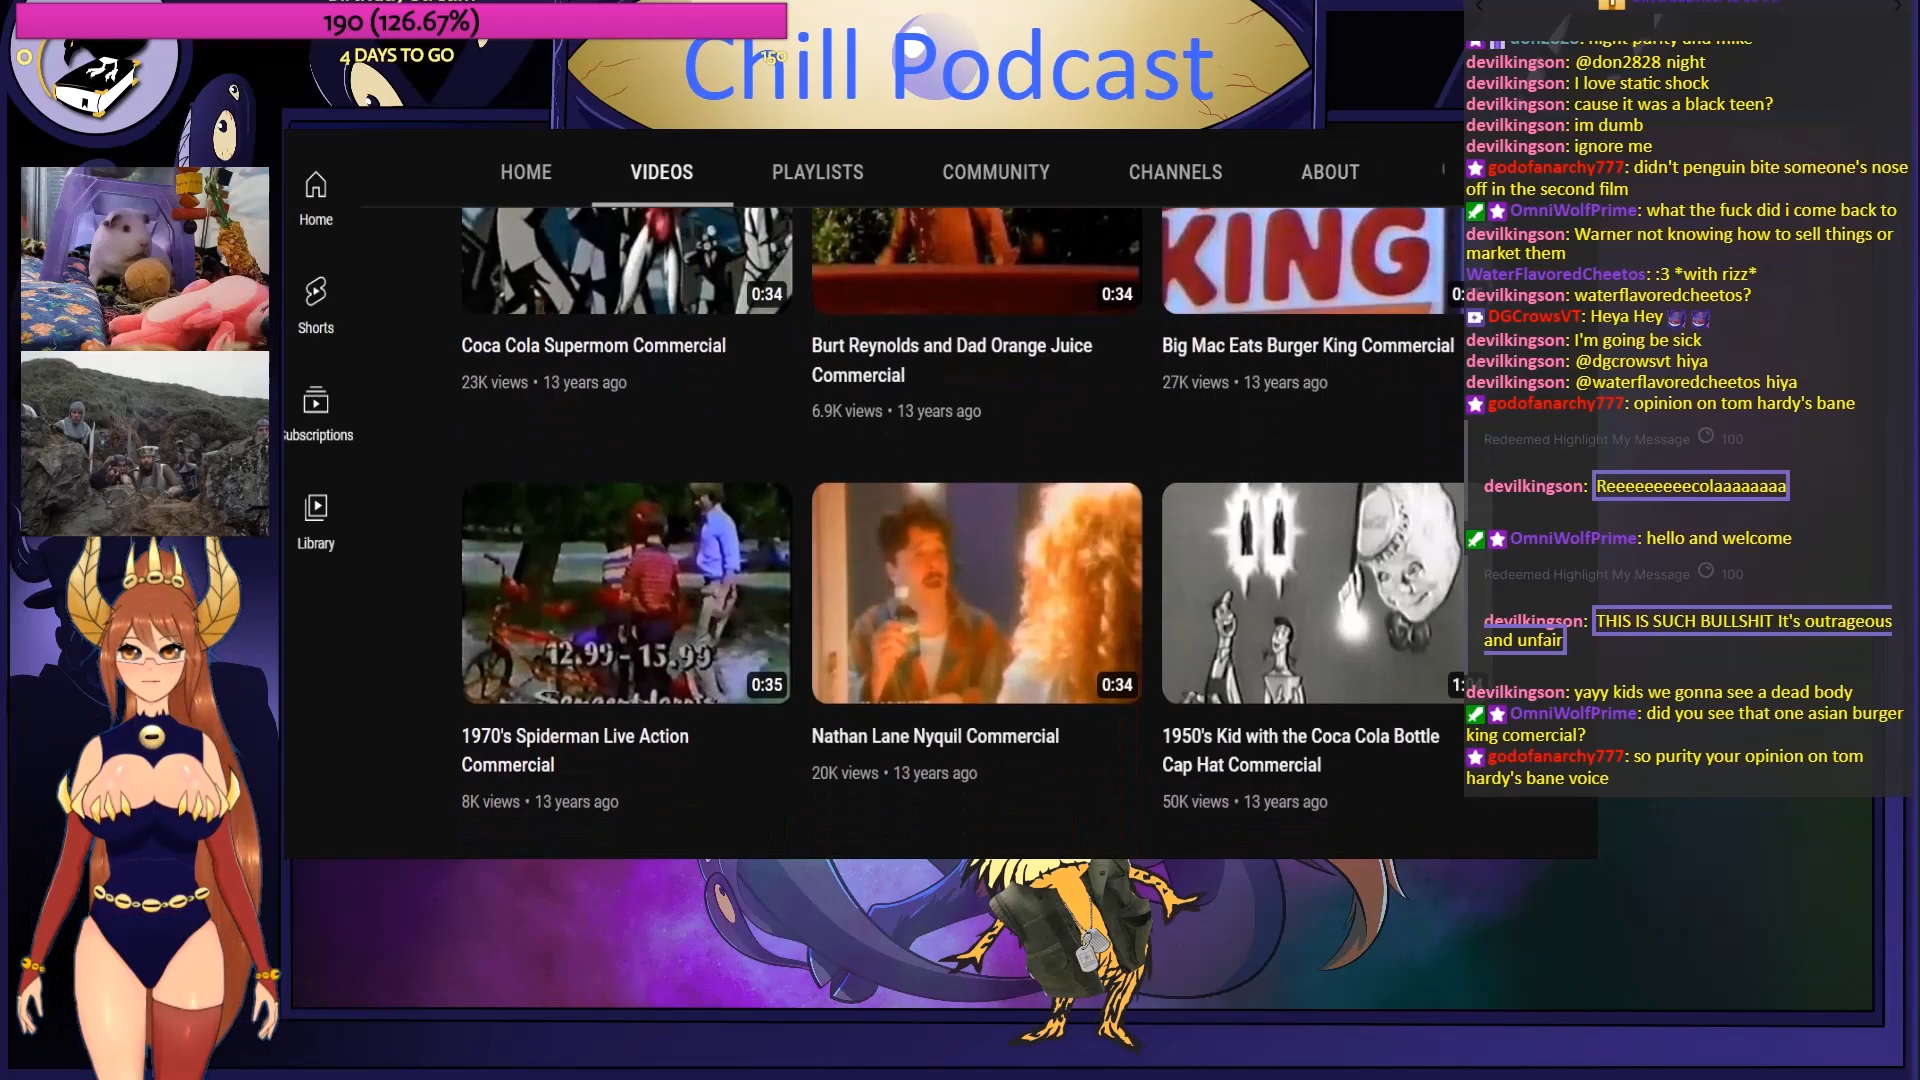 190 (126.67%)
4 DAYS TO GO
150
Chill Podcast
HOME
VIDEOS
PLAYLISTS
COMMUNITY
CHANNELS
ABOUT
Home
Shorts
Subscriptions
Library
KING
0:34
0:34
Coca Cola Supermom Commercial
23K views • 13 years ago
Burt Reynolds and Dad Orange Juice
Commercial
6.9K views • 13 years ago
Big Mac Eats Burger King Commercial
27K views • 13 years ago
12.99 - 15.99
0:35
0:34
1970's Spiderman Live Action
Commercial
8K views • 13 years ago
Nathan Lane Nyquil Commercial
20K views • 13 years ago
1950's Kid with the Coca Cola Bottle
Cap Hat Commercial
50K views • 13 years ago
don2828: night purity and mike
devilkingson: @don2828 night
devilkingson: I love static shock
devilkingson: cause it was a black teen?
devilkingson: im dumb
devilkingson: ignore me
godofanarchy777: didn't penguin bite someone's nose
off in the second film
OmniWolfPrime: what the fuck did i come back to
devilkingson: Warner not knowing how to sell things or
market them
WaterFlavoredCheetos: :3 *with rizz*
devilkingson: waterflavoredcheetos?
DGCrowsVT: Heya Hey
devilkingson: I'm going be sick
devilkingson: @dgcrowsvt hiya
devilkingson: @waterflavoredcheetos hiya
godofanarchy777: opinion on tom hardy's bane
Redeemed Highlight My Message 100
devilkingson: Reeeeeeeeecolaaaaaaaa
OmniWolfPrime: hello and welcome
Redeemed Highlight My Message 100
devilkingson: THIS IS SUCH BULLSHIT It's outrageous
and unfair
devilkingson: yayy kids we gonna see a dead body
OmniWolfPrime: did you see that one asian burger
king comercial?
godofanarchy777: so purity your opinion on tom
hardy's bane voice